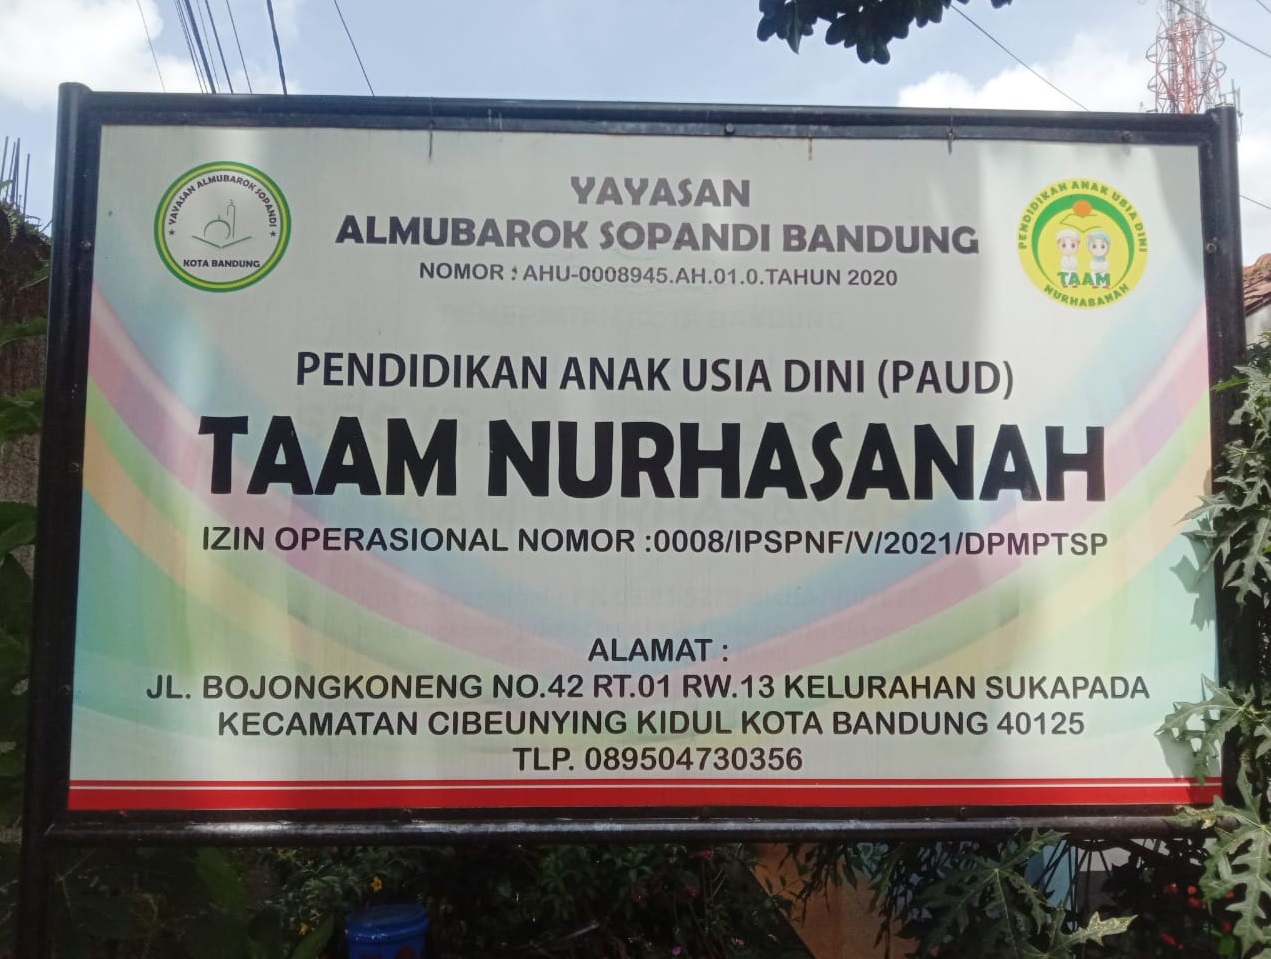 YAYASAN ALMUBAROK SOPANDI
KOTA BANDUNG
YAYASAN
ALMUBAROK SOPANDI BANDUNG
NOMOR : AHU-0008945.AH.01.0.TAHUN 2020
PENDIDIKAN ANAK USIA DINI
TAAM
NURHASANAH
PENDIDIKAN ANAK USIA DINI (PAUD)
TAAM NURHASANAH
IZIN OPERASIONAL NOMOR :0008/IPSPNF/V/2021/DPMPTSP
ALAMAT :
JL. BOJONGKONENG NO.42 RT.01 RW.13 KELURAHAN SUKAPADA
KECAMATAN CIBEUNYING KIDUL KOTA BANDUNG 40125
TLP. 089504730356